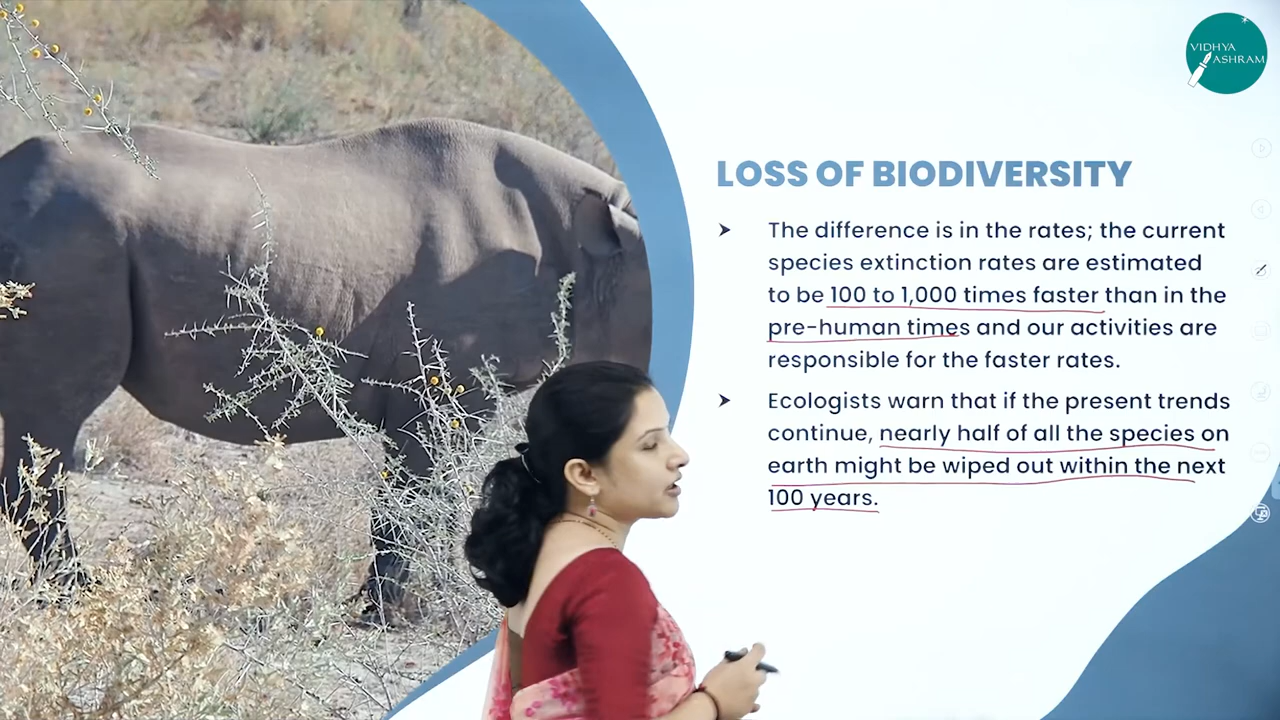 VIDHYA
ASHRAM
LOSS OF BIODIVERSITY
➤ The difference is in the rates; the current
species extinction rates are estimated
to be 100 to 1,000 times faster than in the
pre-human times and our activities are
responsible for the faster rates.
➤ Ecologists warn that if the present trends
continue, nearly half of all the species on
earth might be wiped out within the next
100 years.